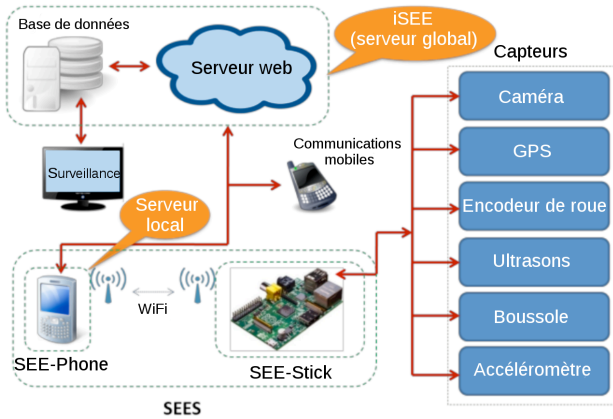 Base de données
iSEE
(serveur global)
Serveur web
Capteurs
Caméra
GPS
Encodeur de roue
Ultrasons
Boussole
Accéléromètre
Surveillance
Communications
mobiles
Serveur
local
WiFi
SEE-Phone
SEE-Stick
SEES